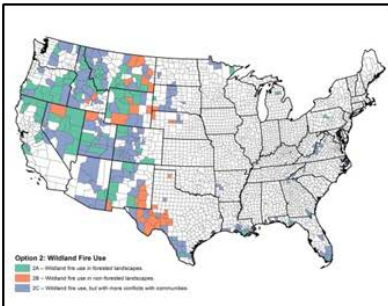 Option 2: Wildland Fire Use
2A – Wildland fire use in forested landscapes.
2B – Wildland fire use in non-forested landscapes.
2C – Wildland fire use, but with more conflicts with communities.